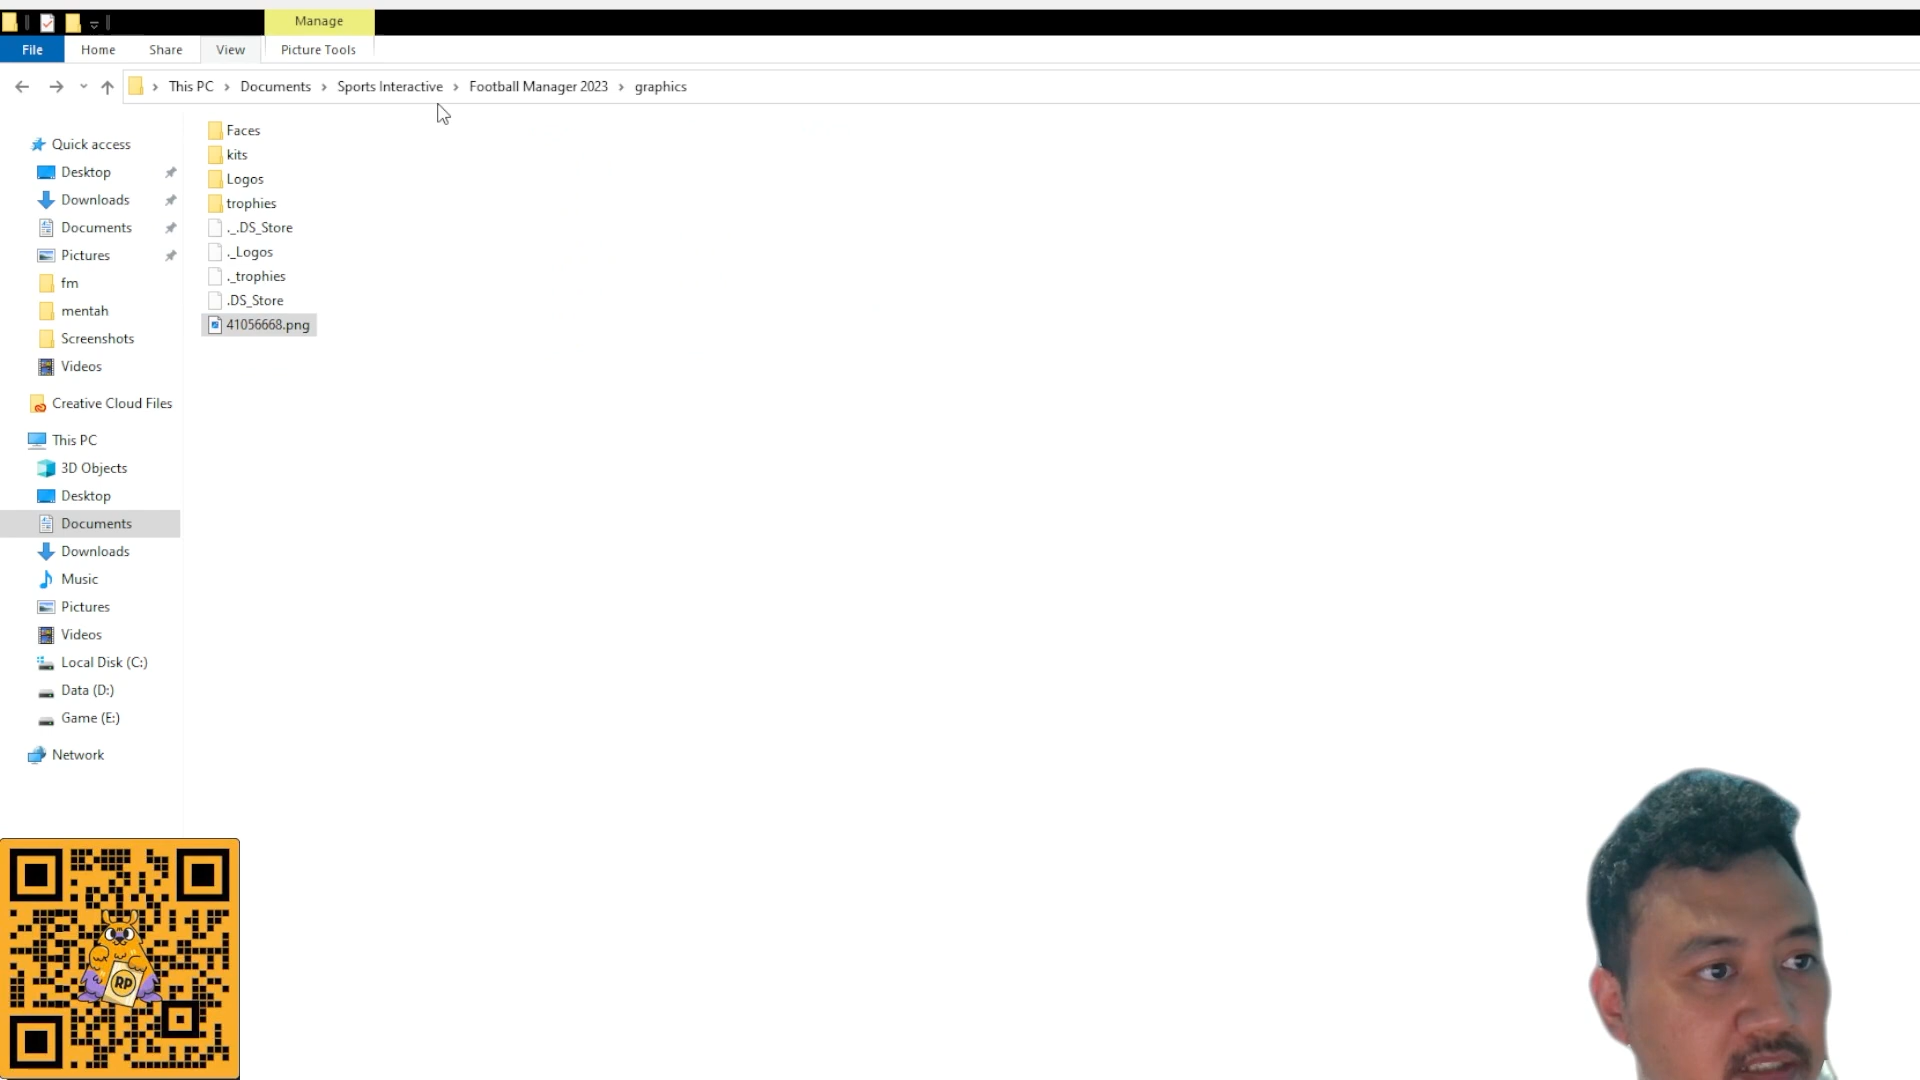 Manage
File Home Share View Picture Tools
This PC Documents Sports Interactive Football Manager 2023 graphics
Quick access
Desktop
Downloads
Documents
Pictures
fm
mentah
Screenshots
Videos
Creative Cloud Files
This PC
3D Objects
Desktop
Documents
Downloads
Music
Pictures
Videos
Local Disk (C:)
Data (D:)
Game (E:)
Network
Faces
kits
Logos
trophies
._.DS_Store
._Logos
._trophies
.DS_Store
41056668.png
RP